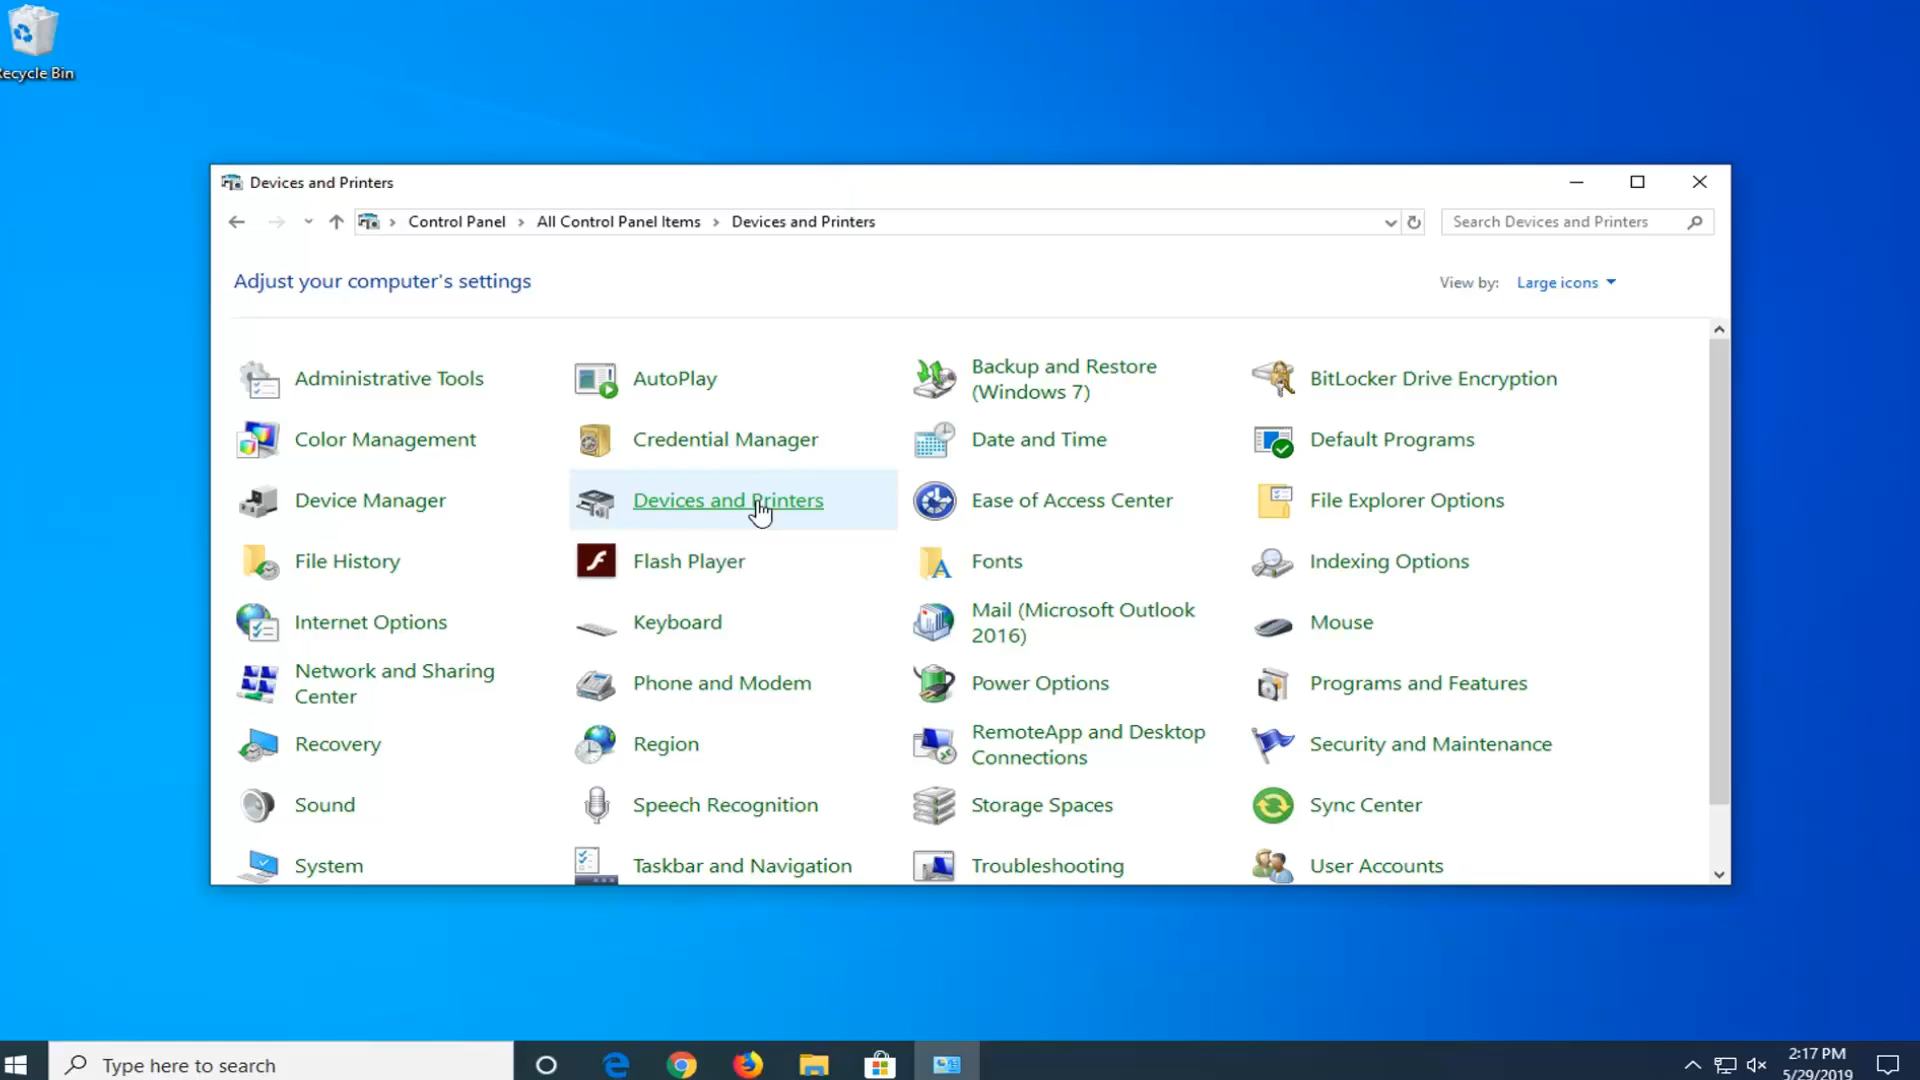 Recycle Bin
Devices and Printers
Control Panel All Control Panel Items Devices and Printers
Search Devices and Printers
Adjust your computer's settings
View by: Large icons
Administrative Tools
AutoPlay
Backup and Restore
(Windows 7)
BitLocker Drive Encryption
Color Management
Credential Manager
Date and Time
Default Programs
Device Manager
Devices and Printers
Ease of Access Center
File Explorer Options
File History
Flash Player
Fonts
Indexing Options
Internet Options
Keyboard
Mail (Microsoft Outlook
2016)
Mouse
Network and Sharing
Center
Phone and Modem
Power Options
Programs and Features
Recovery
Region
RemoteApp and Desktop
Connections
Security and Maintenance
Sound
Speech Recognition
Storage Spaces
Sync Center
System
Taskbar and Navigation
Troubleshooting
User Accounts
Type here to search
2:17 PM
5/29/2019